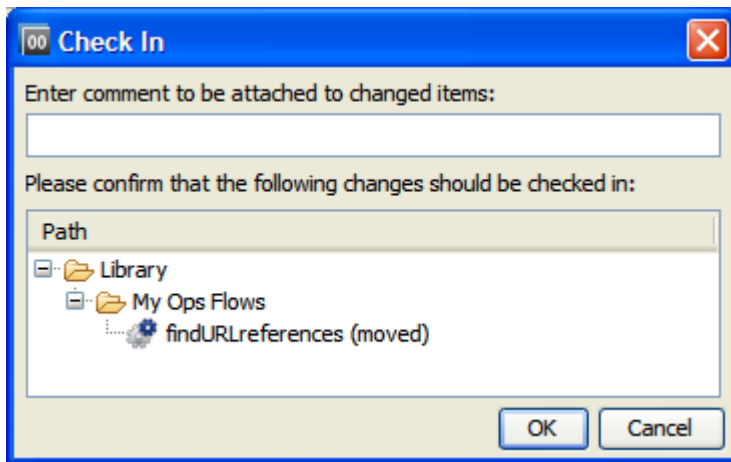 00 Check In
Enter comment to be attached to changed items:
Please confirm that the following changes should be checked in:
Path
Library
My Ops Flows
findURLreferences (moved)
OK Cancel